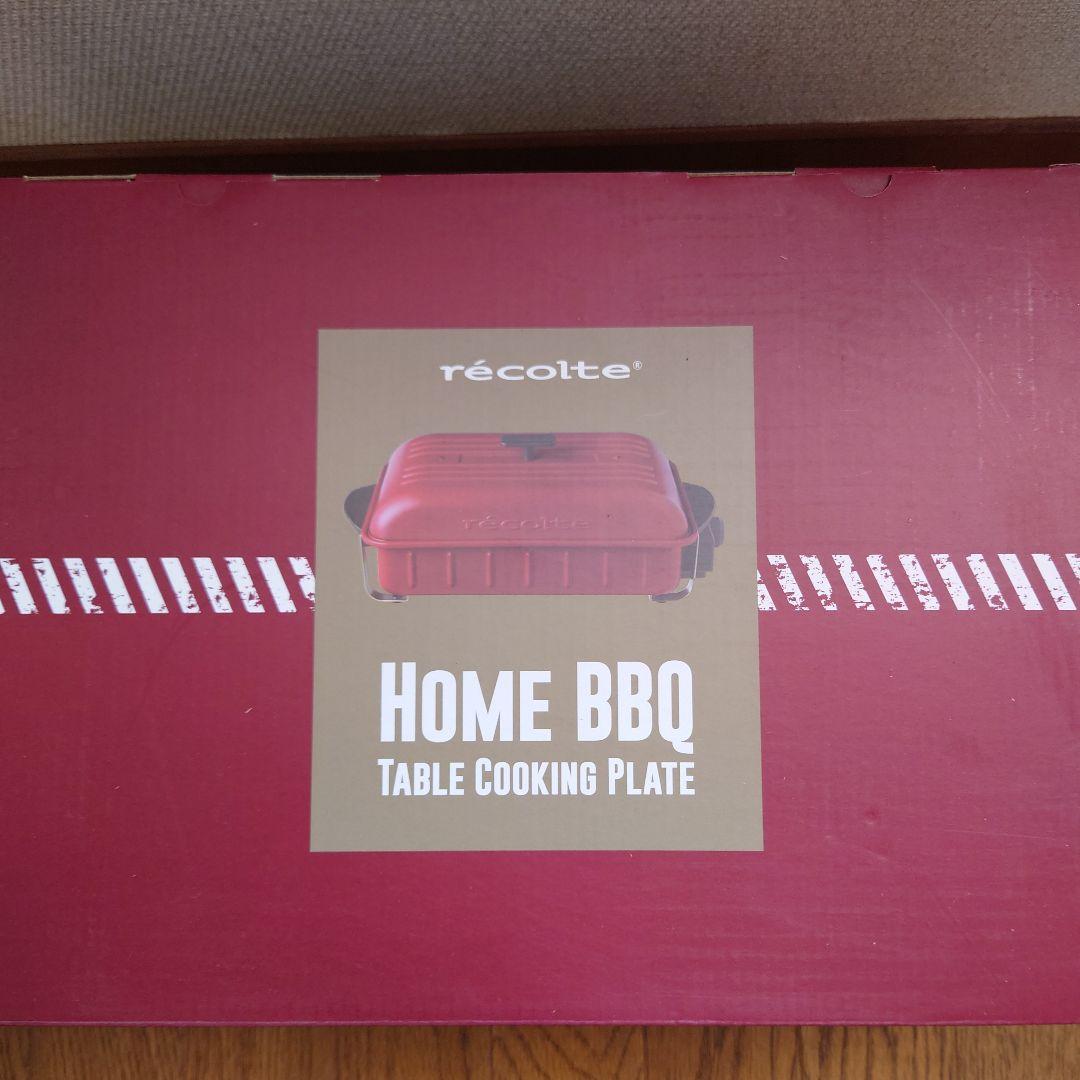 récolte®
récolte
HOME BBQ
TABLE COOKING PLATE